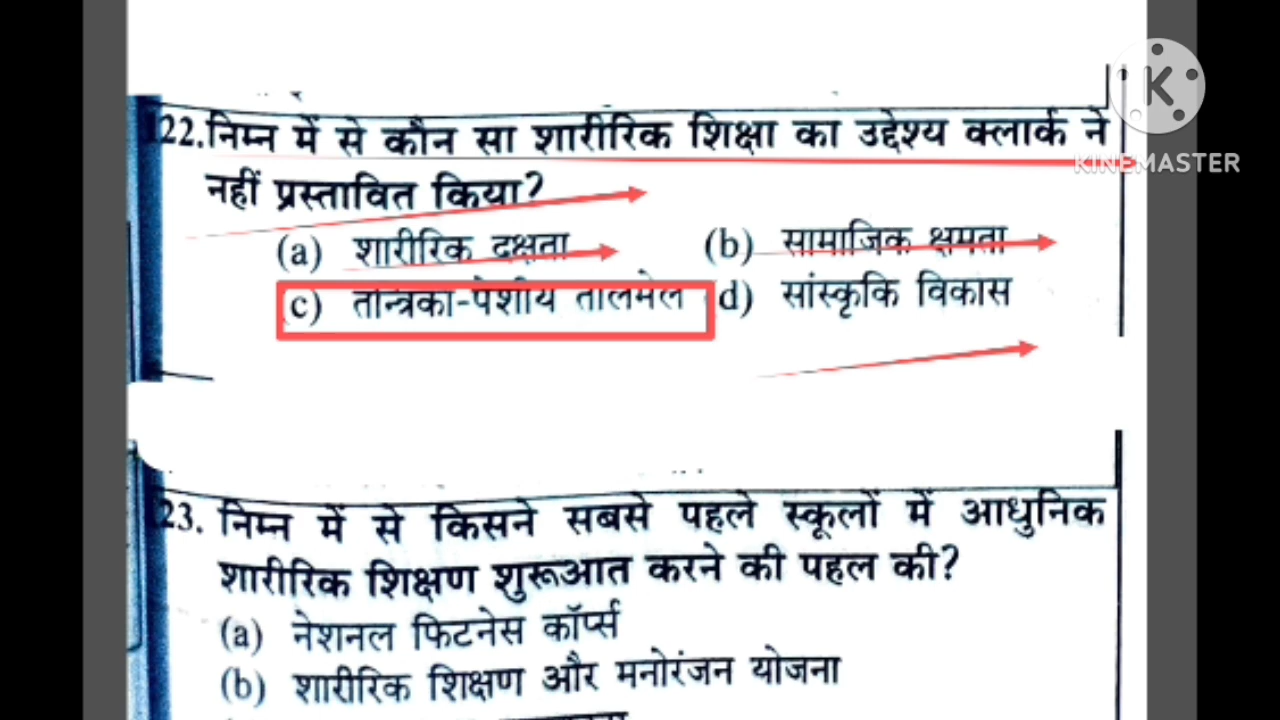 KINEMASTER
22. निम्न में से कौन सा शारीरिक शिक्षा का उद्देश्य क्लार्क ने
नहीं प्रस्तावित किया?
(a) शारीरिक दक्षता (b) सामाजिक क्षमता
c) तान्त्रिका-पेशीय तालमेल d) सांस्कृकि विकास
23. निम्न में से किसने सबसे पहले स्कूलों में आधुनिक
शारीरिक शिक्षण शुरूआत करने की पहल की?
(a) नेशनल फिटनेस कॉर्प्स
(b) शारीरिक शिक्षण और मनोरंजन योजना